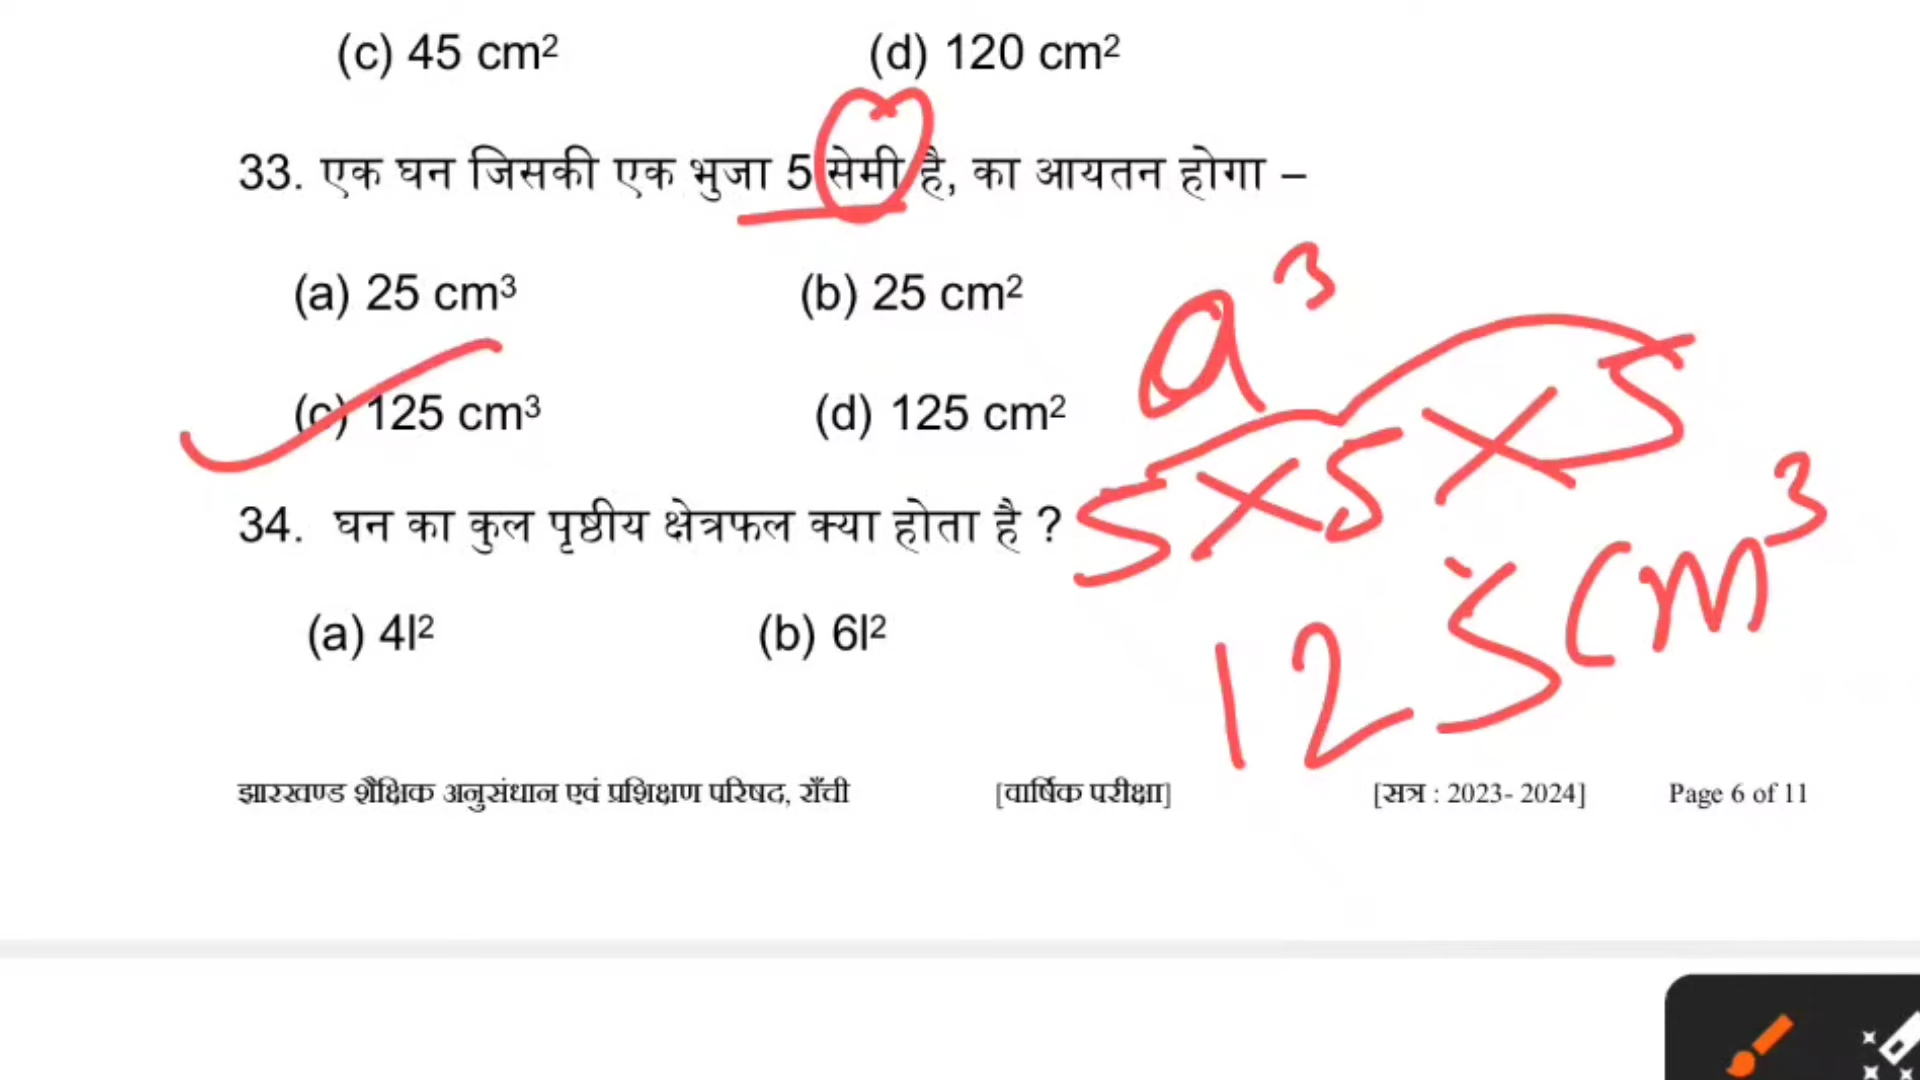 (c) 45 cm² (d) 120 cm²
33. एक घन जिसकी एक भुजा 5 सेमी है, का आयतन होगा –
(a) 25 cm³ (b) 25 cm²
a³
(c) 125 cm³ (d) 125 cm²
5×5×5
34. घन का कुल पृष्ठीय क्षेत्रफल क्या होता है ?
125cm³
(a) 4l² (b) 6l²
झारखण्ड शैक्षिक अनुसंधान एवं प्रशिक्षण परिषद, राँची [वार्षिक परीक्षा] [सत्र : 2023- 2024] Page 6 of 11